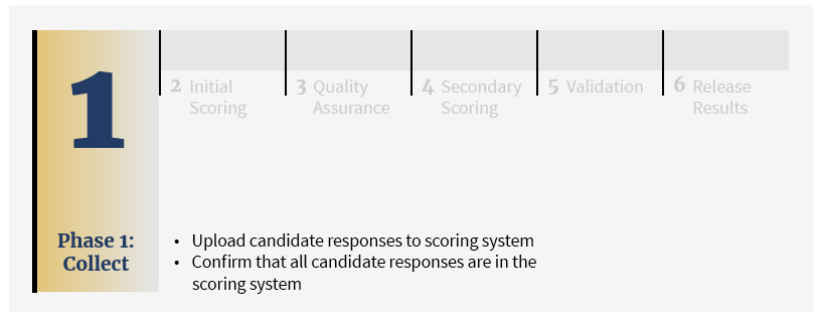 1
2 Initial
Scoring
3 Quality
Assurance
4 Secondary
Scoring
5 Validation
6 Release
Results
Phase 1:
Collect
• Upload candidate responses to scoring system
• Confirm that all candidate responses are in the
scoring system